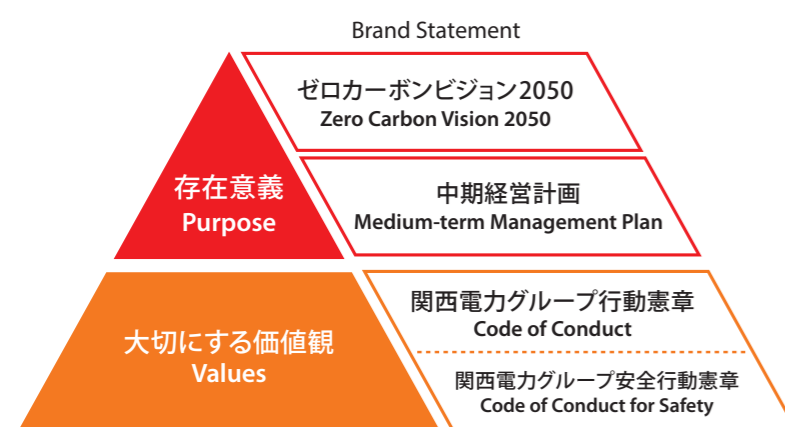 Brand Statement
ゼロカーボンビジョン2050
Zero Carbon Vision 2050
存在意義
Purpose
中期経営計画
Medium-term Management Plan
大切にする価値観
Values
関西電力グループ行動憲章
Code of Conduct
関西電力グループ安全行動憲章
Code of Conduct for Safety